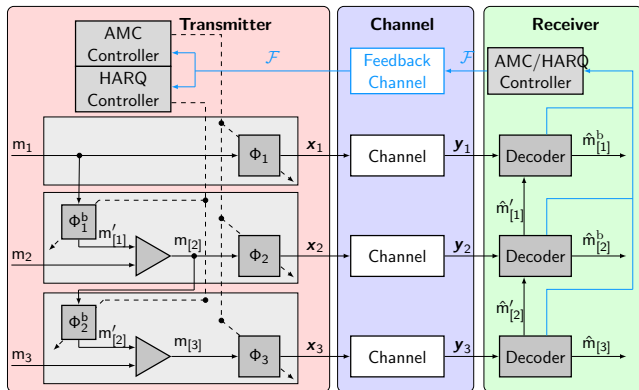 Transmitter
Channel
Receiver
AMC
Controller
HARQ
Controller
ℱ
Feedback
Channel
ℱ
AMC/HARQ
Controller
m₁
Φ₁
x₁
Channel
y₁
Decoder
m̂ᵇ[1]
Φ₁ᵇ
m′[1]
m̂′[1]
m₂
m[2]
Φ₂
x₂
Channel
y₂
Decoder
m̂ᵇ[2]
Φ₂ᵇ
m′[2]
m̂′[2]
m₃
m[3]
Φ₃
x₃
Channel
y₃
Decoder
m̂[3]